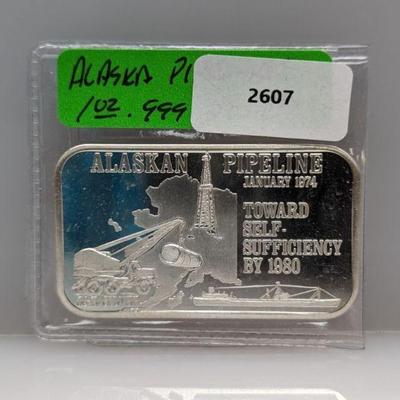 ALASKA PI
1oz. .999
2607
ALASKAN PIPELINE
JANUARY 1974
TOWARD
SELF-
SUFFICIENCY
BY 1980